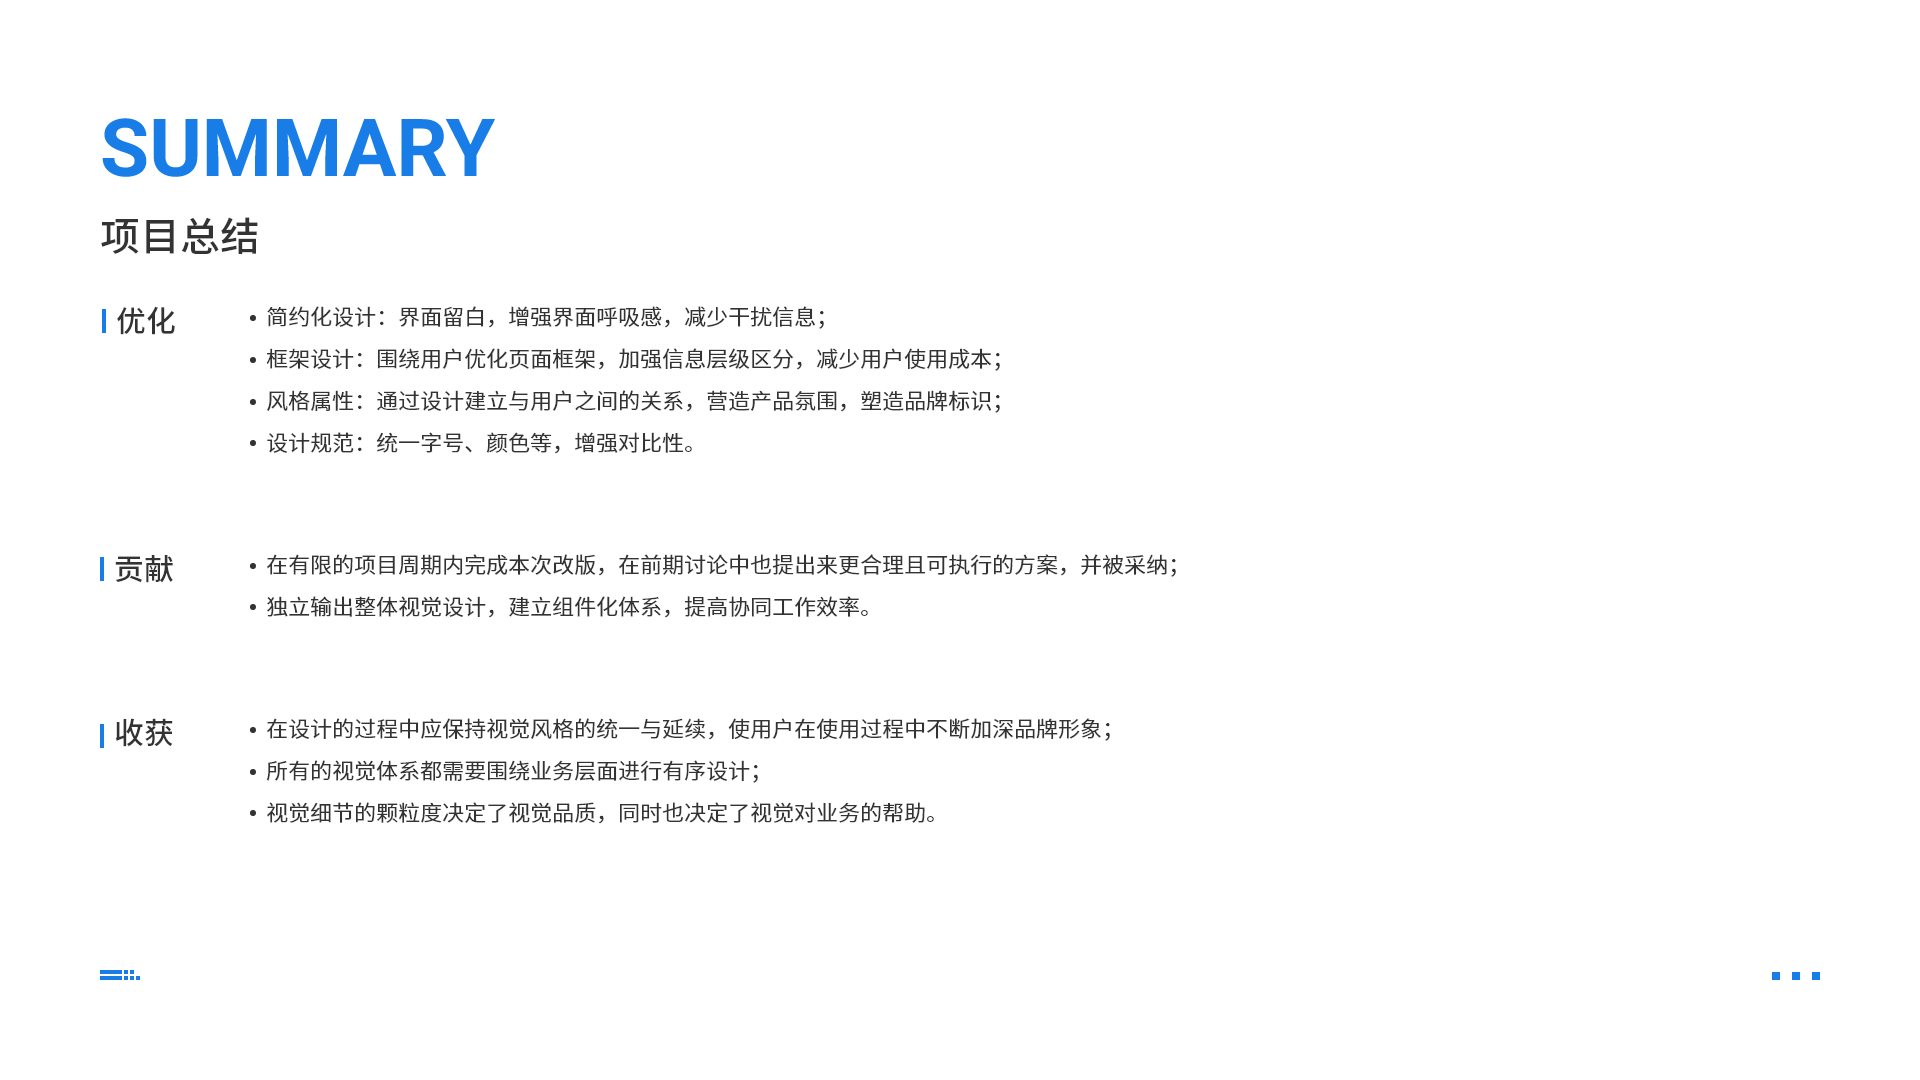 SUMMARY
项目总结
优化
• 简约化设计：界面留白，增强界面呼吸感，减少干扰信息；
• 框架设计：围绕用户优化页面框架，加强信息层级区分，减少用户使用成本；
• 风格属性：通过设计建立与用户之间的关系，营造产品氛围，塑造品牌标识；
• 设计规范：统一字号、颜色等，增强对比性。
贡献
• 在有限的项目周期内完成本次改版，在前期讨论中也提出来更合理且可执行的方案，并被采纳；
• 独立输出整体视觉设计，建立组件化体系，提高协同工作效率。
收获
• 在设计的过程中应保持视觉风格的统一与延续，使用户在使用过程中不断加深品牌形象；
• 所有的视觉体系都需要围绕业务层面进行有序设计；
• 视觉细节的颗粒度决定了视觉品质，同时也决定了视觉对业务的帮助。